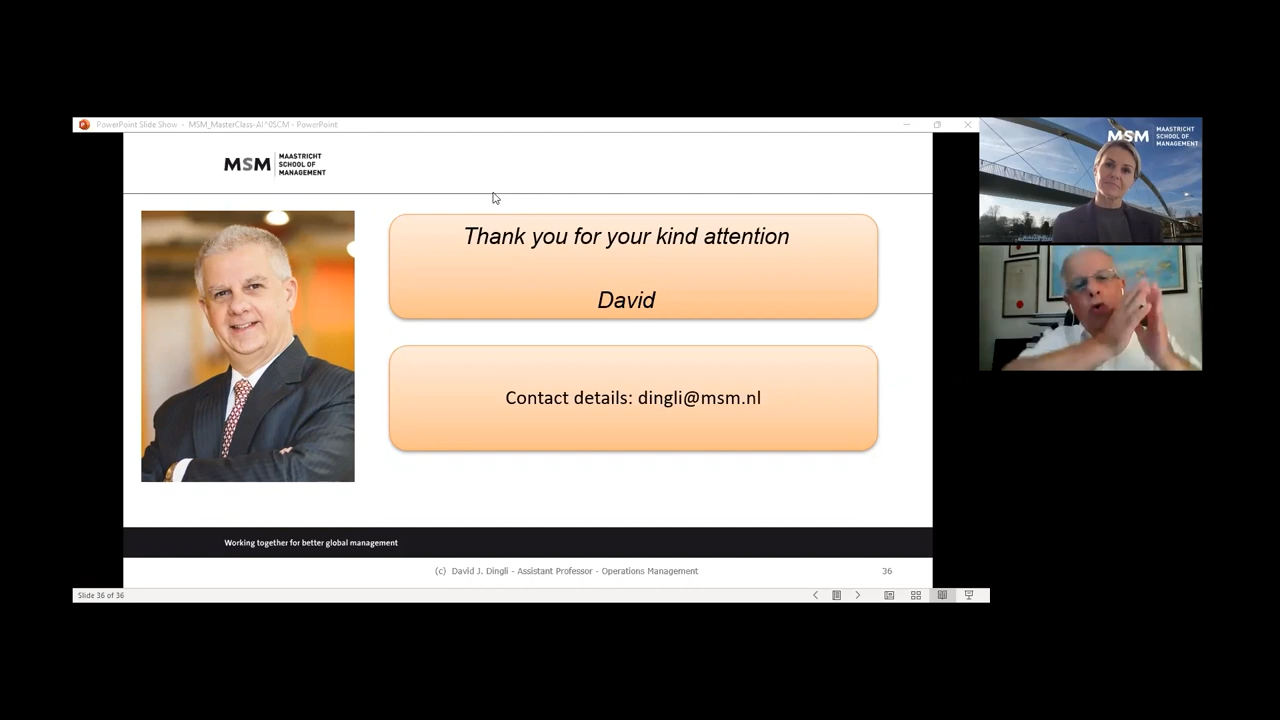 PowerPoint Slide Show - MSM_MasterClass-AI^0SCM - PowerPoint
MSM
MAASTRICHT
SCHOOL OF
MANAGEMENT
MSM
MAASTRICHT
SCHOOL OF
MANAGEMENT
Thank you for your kind attention
David
Contact details: dingli@msm.nl
Working together for better global management
(c) David J. Dingli - Assistant Professor - Operations Management
36
Slide 36 of 36